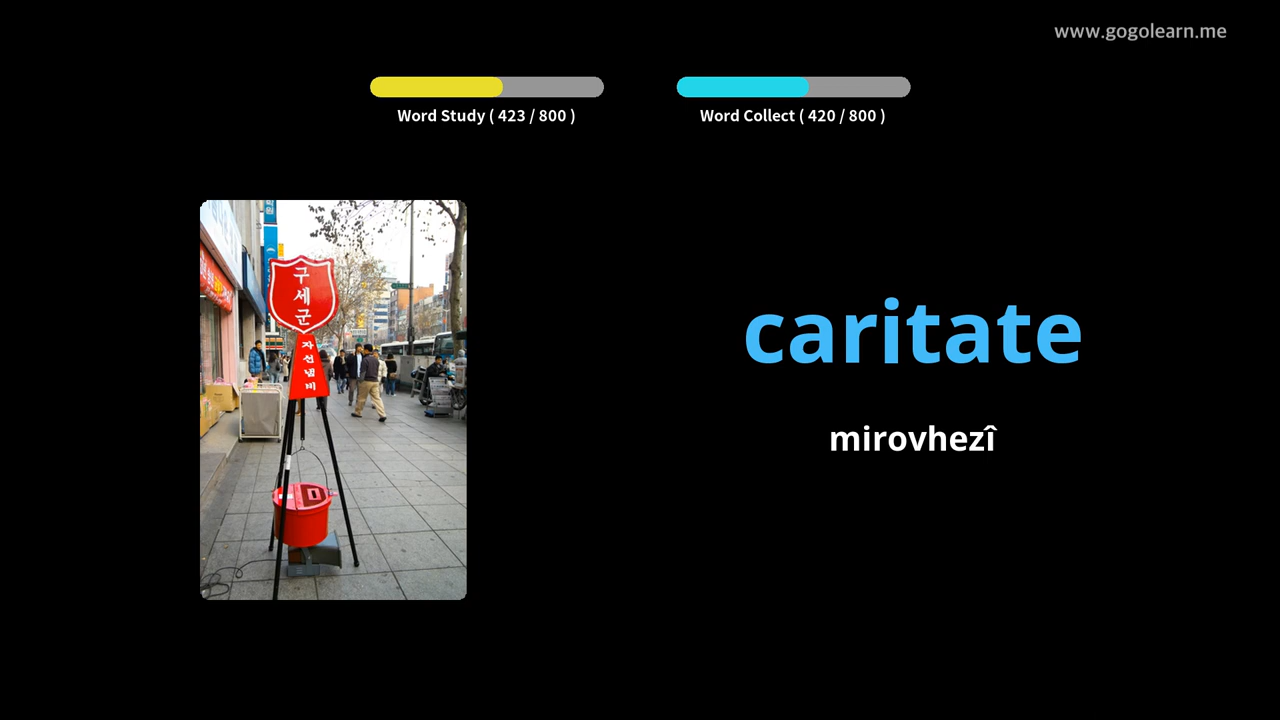 www.gogolearn.me
Word Study ( 423 / 800 )
Word Collect ( 420 / 800 )
구
세
군
자
선
냄
비
caritate
mirovhezî